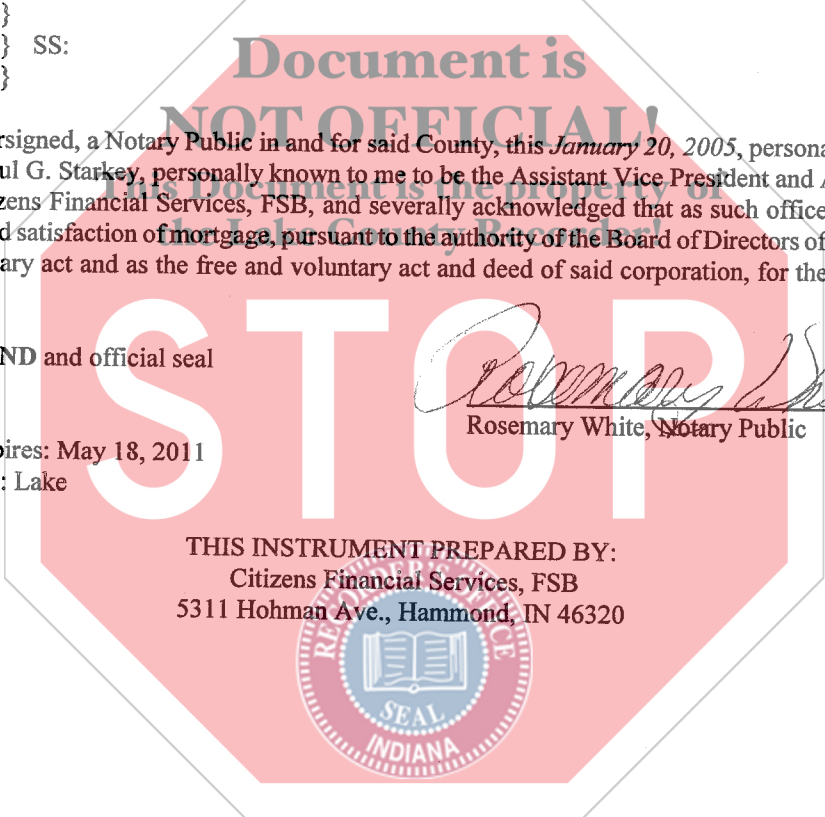 }
} SS:
}
Document is
NOT OFFICIAL!
This Document is the property of
the Lake County Recorder!
rsigned, a Notary Public in and for said County, this January 20, 2005, persona
ul G. Starkey, personally known to me to be the Assistant Vice President and A
zens Financial Services, FSB, and severally acknowledged that as such office
d satisfaction of mortgage, pursuant to the authority of the Board of Directors of
ary act and as the free and voluntary act and deed of said corporation, for the
STOP
ND and official seal
Rosemary Whi
Rosemary White, Notary Public
ires: May 18, 2011
: Lake
THIS INSTRUMENT PREPARED BY:
Citizens Financial Services, FSB
5311 Hohman Ave., Hammond, IN 46320
RECORDER'S OFFICE
SEAL
INDIANA